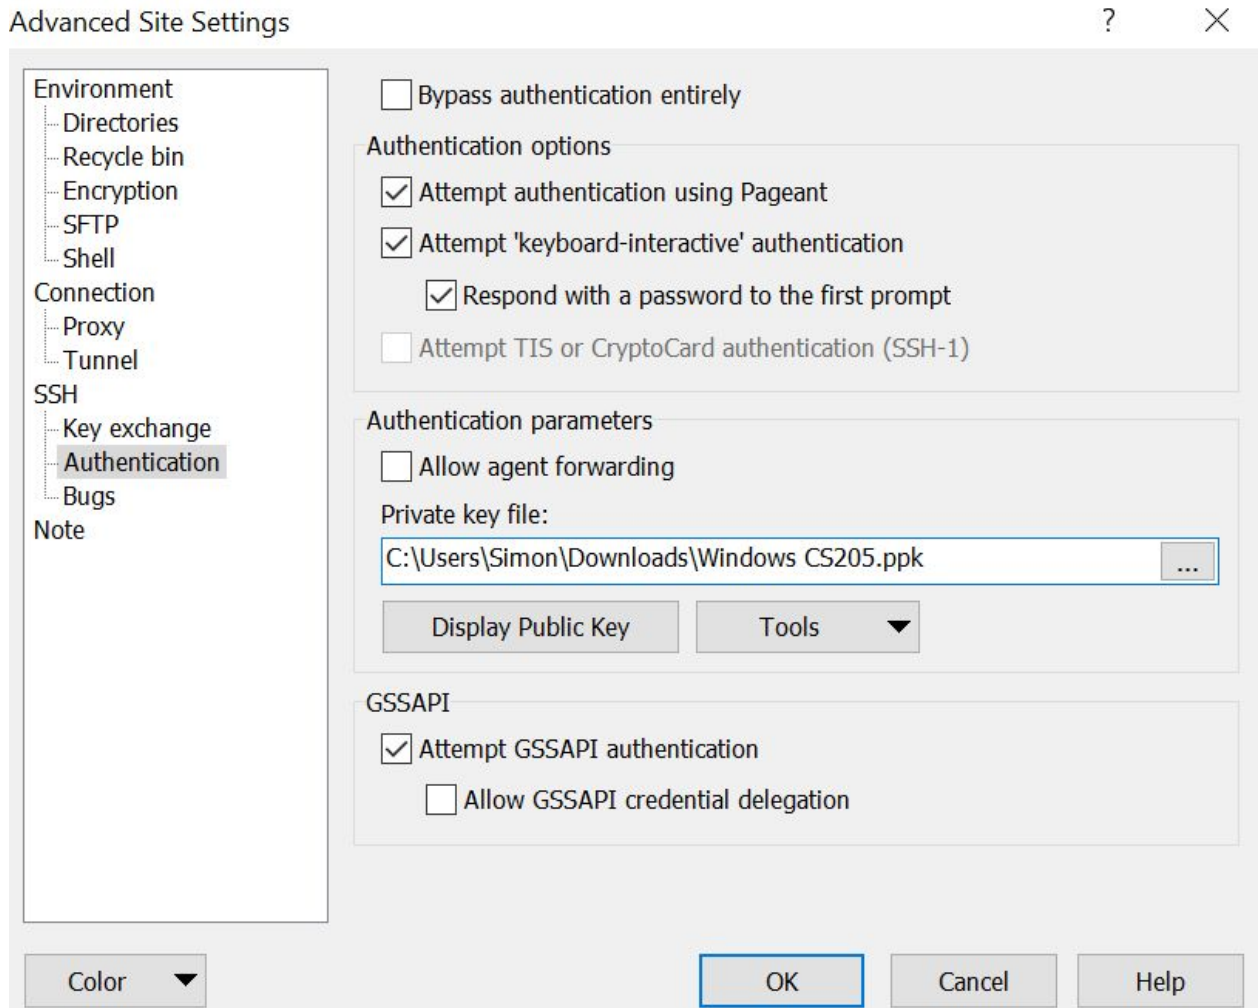 Advanced Site Settings
?
Environment
Directories
Recycle bin
Encryption
SFTP
Shell
Connection
Proxy
Tunnel
SSH
Key exchange
Authentication
Bugs
Note
Bypass authentication entirely
Authentication options
Attempt authentication using Pageant
Attempt 'keyboard-interactive' authentication
Respond with a password to the first prompt
Attempt TIS or CryptoCard authentication (SSH-1)
Authentication parameters
Allow agent forwarding
Private key file:
C:\Users\Simon\Downloads\Windows CS205.ppk
...
Display Public Key
Tools
GSSAPI
Attempt GSSAPI authentication
Allow GSSAPI credential delegation
Color
OK
Cancel
Help